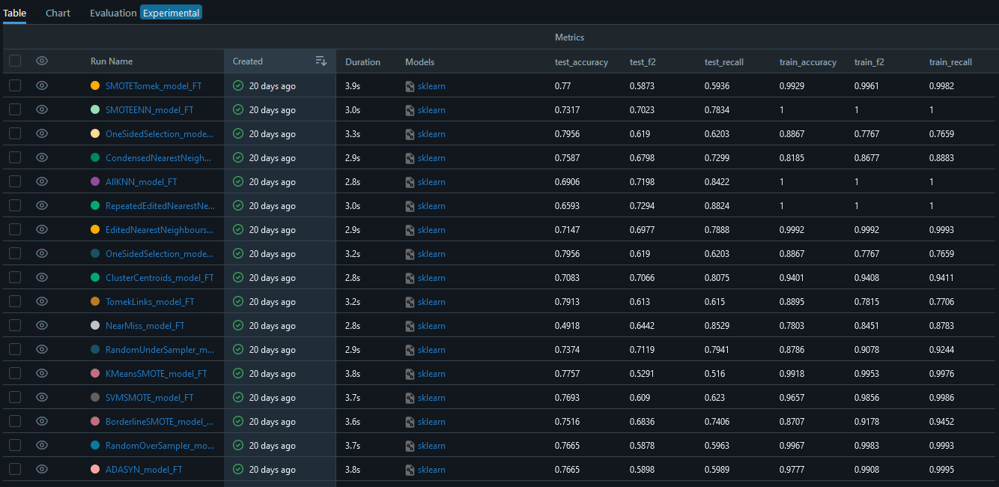 Table Chart Evaluation Experimental
Metrics
Run Name Created Duration Models test_accuracy test_f2 test_recall train_accuracy train_f2 train_recall
SMOTETomek_model_FT 20 days ago 3.9s sklearn 0.77 0.5873 0.5936 0.9929 0.9961 0.9982
SMOTEENN_model_FT 20 days ago 3.0s sklearn 0.7317 0.7023 0.7834 1 1 1
OneSidedSelection_mode... 20 days ago 3.3s sklearn 0.7956 0.619 0.6203 0.8867 0.7767 0.7659
CondensedNearestNeigh... 20 days ago 2.9s sklearn 0.7587 0.6798 0.7299 0.8185 0.8677 0.8883
AllKNN_model_FT 20 days ago 2.8s sklearn 0.6906 0.7198 0.8422 1 1 1
RepeatedEditedNearestNe... 20 days ago 3.0s sklearn 0.6593 0.7294 0.8824 1 1 1
EditedNearestNeighbours... 20 days ago 2.9s sklearn 0.7147 0.6977 0.7888 0.9992 0.9992 0.9993
OneSidedSelection_mode... 20 days ago 3.2s sklearn 0.7956 0.619 0.6203 0.8867 0.7767 0.7659
ClusterCentroids_model_FT 20 days ago 2.8s sklearn 0.7083 0.7066 0.8075 0.9401 0.9408 0.9411
TomekLinks_model_FT 20 days ago 3.2s sklearn 0.7913 0.613 0.615 0.8895 0.7815 0.7706
NearMiss_model_FT 20 days ago 2.8s sklearn 0.4918 0.6442 0.8529 0.7803 0.8451 0.8783
RandomUnderSampler_m... 20 days ago 2.9s sklearn 0.7374 0.7119 0.7941 0.8786 0.9078 0.9244
KMeansSMOTE_model_FT 20 days ago 3.8s sklearn 0.7757 0.5291 0.516 0.9918 0.9953 0.9976
SVMSMOTE_model_FT 20 days ago 3.7s sklearn 0.7693 0.609 0.623 0.9657 0.9856 0.9986
BorderlineSMOTE_model_... 20 days ago 3.6s sklearn 0.7516 0.6836 0.7406 0.8707 0.9178 0.9452
RandomOverSampler_mo... 20 days ago 3.7s sklearn 0.7665 0.5878 0.5963 0.9967 0.9983 0.9993
ADASYN_model_FT 20 days ago 3.8s sklearn 0.7665 0.5898 0.5989 0.9777 0.9908 0.9995